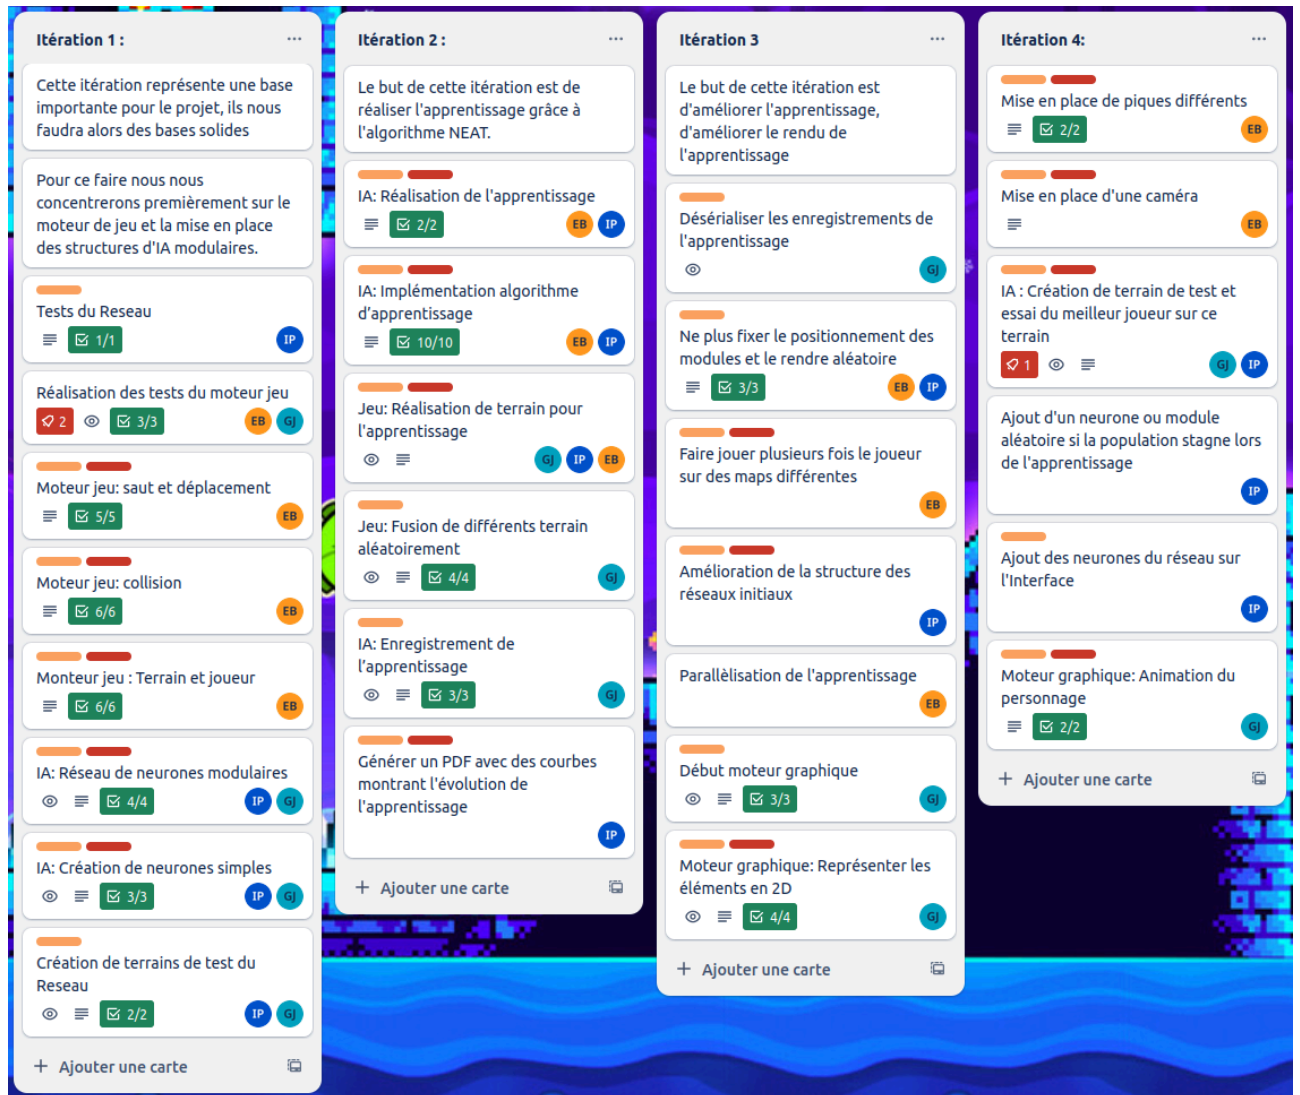 Itération 1 :
Cette itération représente une base
importante pour le projet, ils nous
faudra alors des bases solides
Pour ce faire nous nous
concentrerons premièrement sur le
moteur de jeu et la mise en place
des structures d'IA modulaires.
Tests du Reseau
1/1
IP
Réalisation des tests du moteur jeu
2
3/3
EB
GJ
Moteur jeu: saut et déplacement
5/5
EB
Moteur jeu: collision
6/6
EB
Monteur jeu : Terrain et joueur
6/6
EB
IA: Réseau de neurones modulaires
4/4
IP
GJ
IA: Création de neurones simples
3/3
IP
GJ
Création de terrains de test du
Reseau
2/2
IP
GJ
Ajouter une carte
Itération 2 :
Le but de cette itération est de
réaliser l'apprentissage grâce à
l'algorithme NEAT.
IA: Réalisation de l'apprentissage
2/2
EB
IP
IA: Implémentation algorithme
d'apprentissage
10/10
EB
IP
Jeu: Réalisation de terrain pour
l'apprentissage
GJ
IP
EB
Jeu: Fusion de différents terrain
aléatoirement
4/4
GJ
IA: Enregistrement de
l'apprentissage
3/3
GJ
Générer un PDF avec des courbes
montrant l'évolution de
l'apprentissage
IP
Ajouter une carte
Itération 3
Le but de cette itération est
d'améliorer l'apprentissage,
d'améliorer le rendu de
l'apprentissage
Désérialiser les enregistrements de
l'apprentissage
GJ
Ne plus fixer le positionnement des
modules et le rendre aléatoire
3/3
EB
IP
Faire jouer plusieurs fois le joueur
sur des maps différentes
EB
Amélioration de la structure des
réseaux initiaux
IP
Parallèlisation de l'apprentissage
EB
Début moteur graphique
3/3
GJ
Moteur graphique: Représenter les
éléments en 2D
4/4
GJ
Ajouter une carte
Itération 4:
Mise en place de piques différents
2/2
EB
Mise en place d'une caméra
EB
IA : Création de terrain de test et
essai du meilleur joueur sur ce
terrain
1
GJ
IP
Ajout d'un neurone ou module
aléatoire si la population stagne lors
de l'apprentissage
IP
Ajout des neurones du réseau sur
l'Interface
IP
Moteur graphique: Animation du
personnage
2/2
GJ
Ajouter une carte